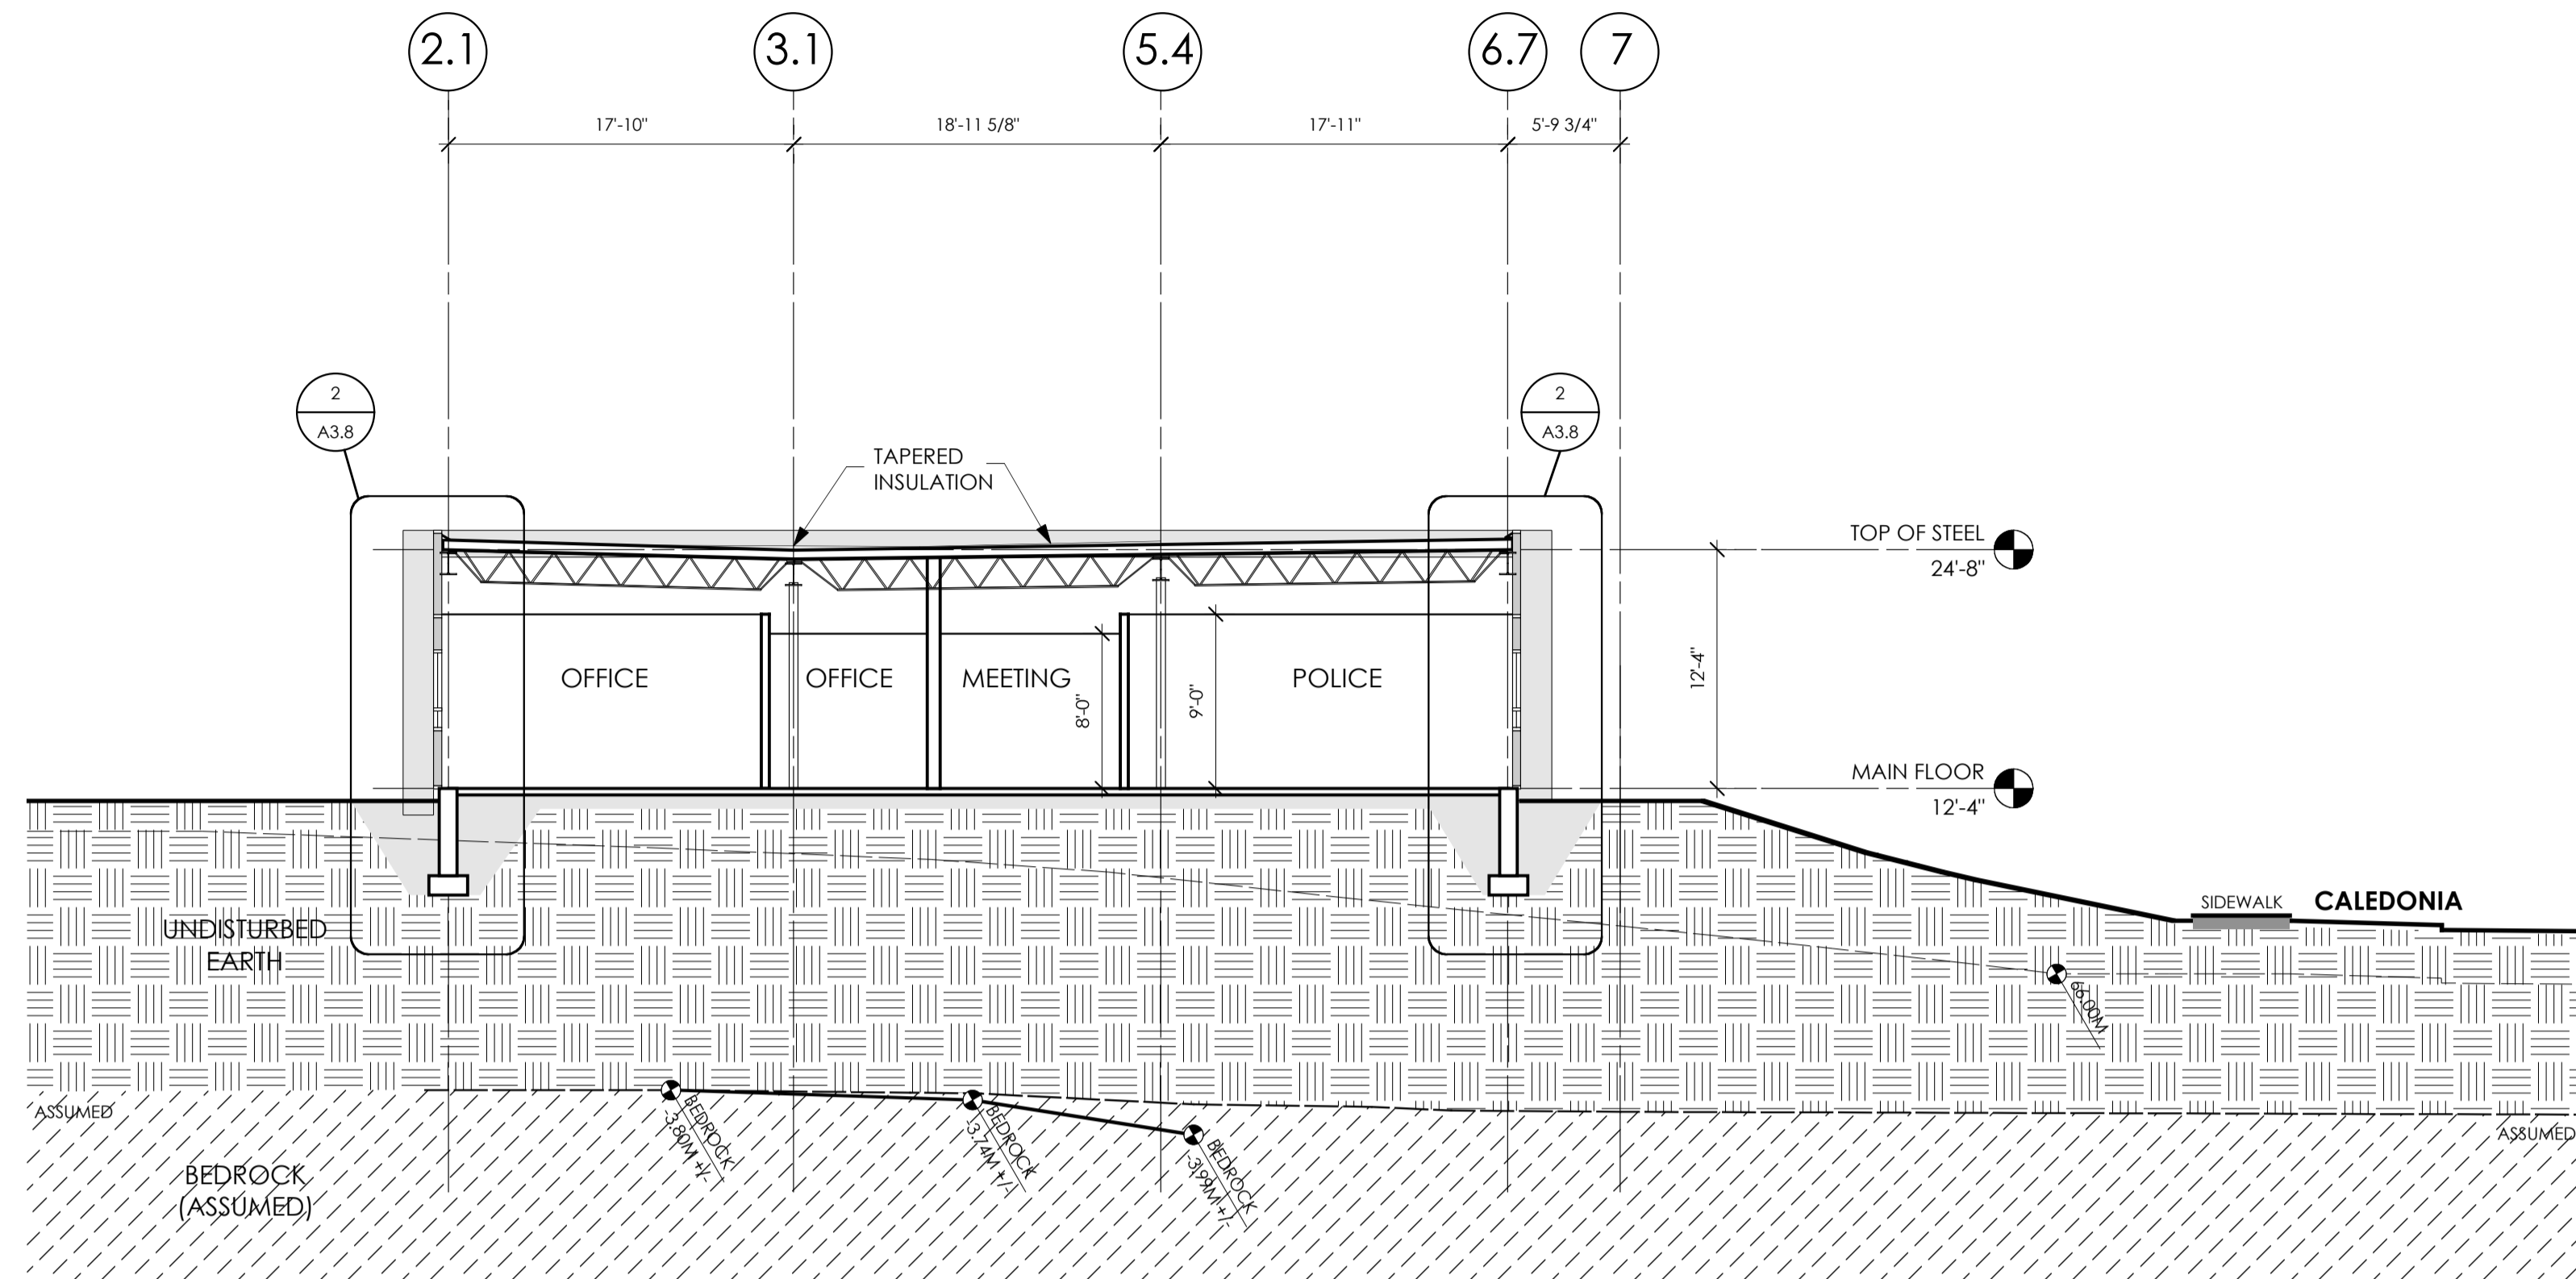 2.1
3.1
5.4
6.7
7
17'-10"
18'-11 5/8"
17'-11"
5'-9 3/4"
2
A3.8
2
A3.8
TAPERED
INSULATION
TOP OF STEEL
24'-8"
OFFICE
OFFICE
MEETING
POLICE
8'-0"
9'-0"
12'-4"
MAIN FLOOR
12'-4"
SIDEWALK
CALEDONIA
UNDISTURBED
EARTH
66.00M
ASSUMED
BEDROCK
-3.80M +/-
BEDROCK
-3.74M +/-
BEDROCK
-3.99M +/-
ASSUMED
BEDROCK
(ASSUMED)